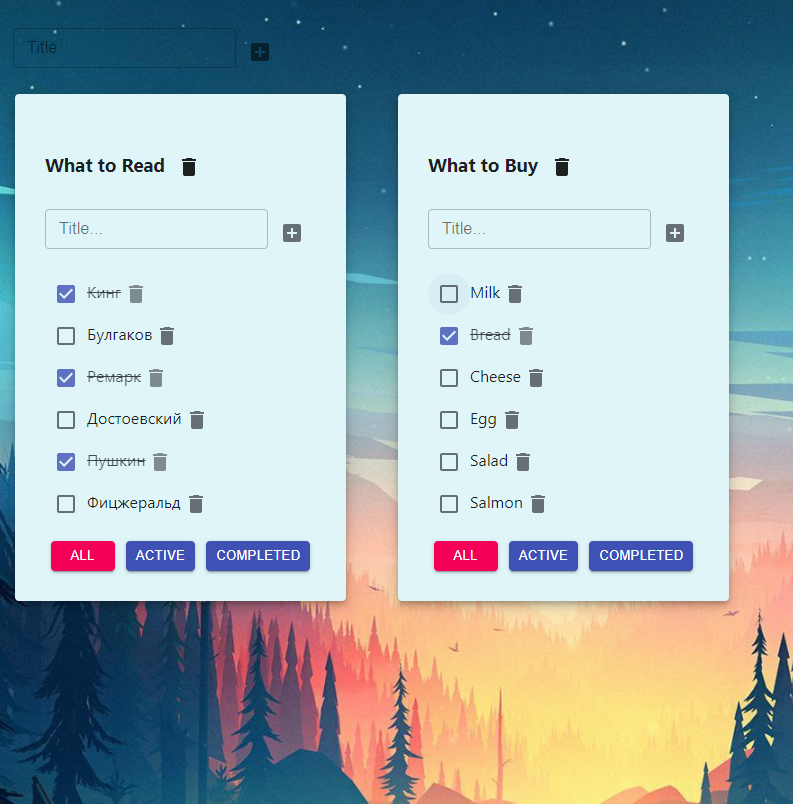 Title...
What to Read
Title...
Кинг
Булгаков
Ремарк
Достоевский
Пушкин
Фицжеральд
ALL ACTIVE COMPLETED
What to Buy
Title...
Milk
Bread
Cheese
Egg
Salad
Salmon
ALL ACTIVE COMPLETED